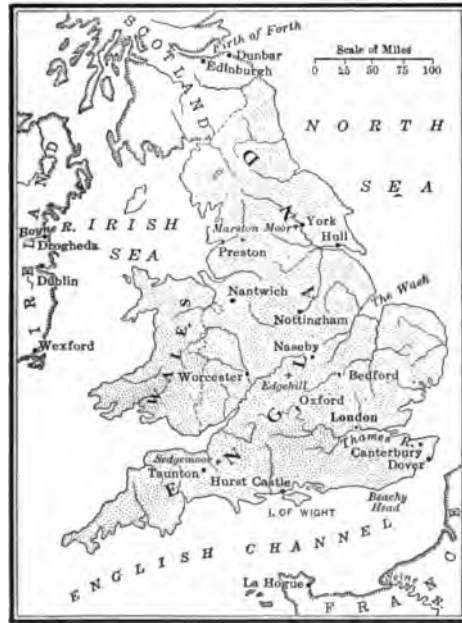 SCOTLAND
Firth of Forth
Dunbar
Edinburgh
Scale of Miles
0 25 50 75 100
NORTH
SEA
IRELAND
Boyne R.
IRISH
SEA
Drogheda
Dublin
Wexford
Marston Moor
York
Hull
Preston
ENGLAND
Nantwich
The Wash
Nottingham
WALES
Naseby
Worcester
Edgehill
Bedford
Oxford
London
Thames R.
Canterbury
Dover
Sedgemoor
Taunton
Hurst Castle
Beachy
Head
I. OF WIGHT
ENGLISH CHANNEL
La Hogue
Seine
FRANCE